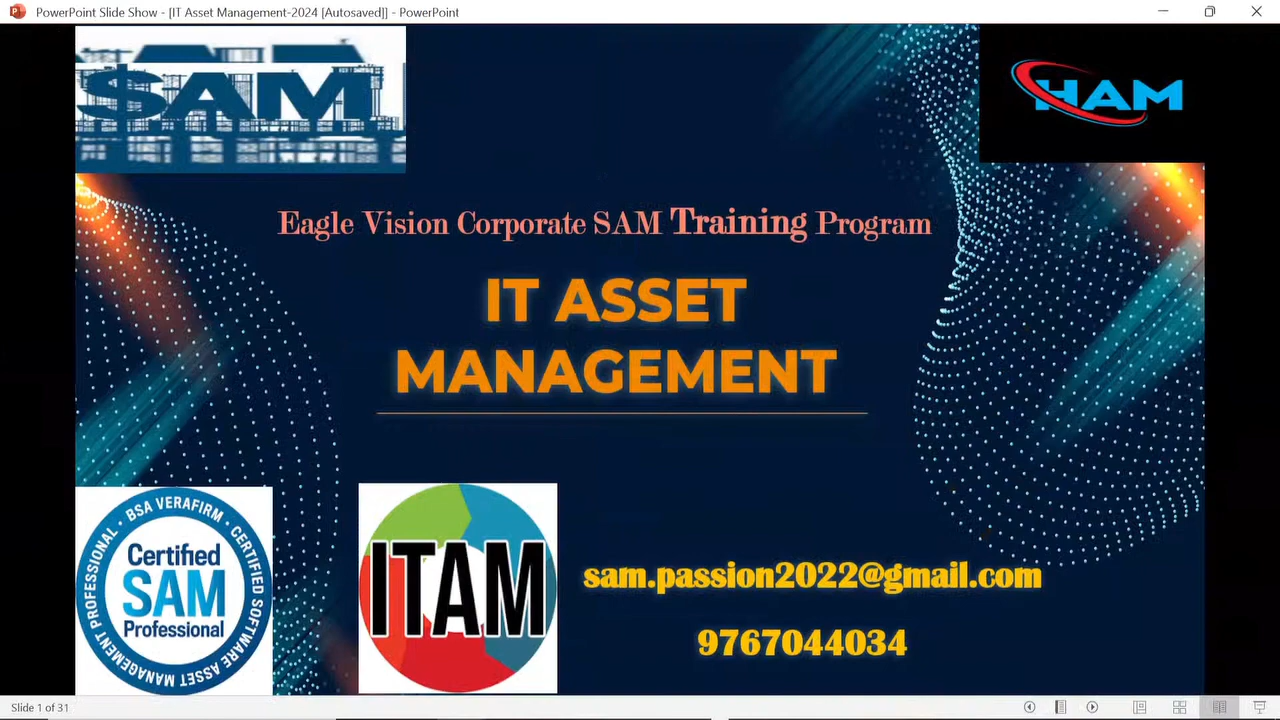 PowerPoint Slide Show - [IT Asset Management-2024 [Autosaved]] - PowerPoint
$AM
HAM
Eagle Vision Corporate SAM Training Program
IT ASSET
MANAGEMENT
BSA VERAFIRM • CERTIFIED SOFTWARE ASSET MANAGEMENT PROFESSIONAL •
Certified
SAM
Professional
ITAM
sam.passion2022@gmail.com
9767044034
Slide 1 of 31